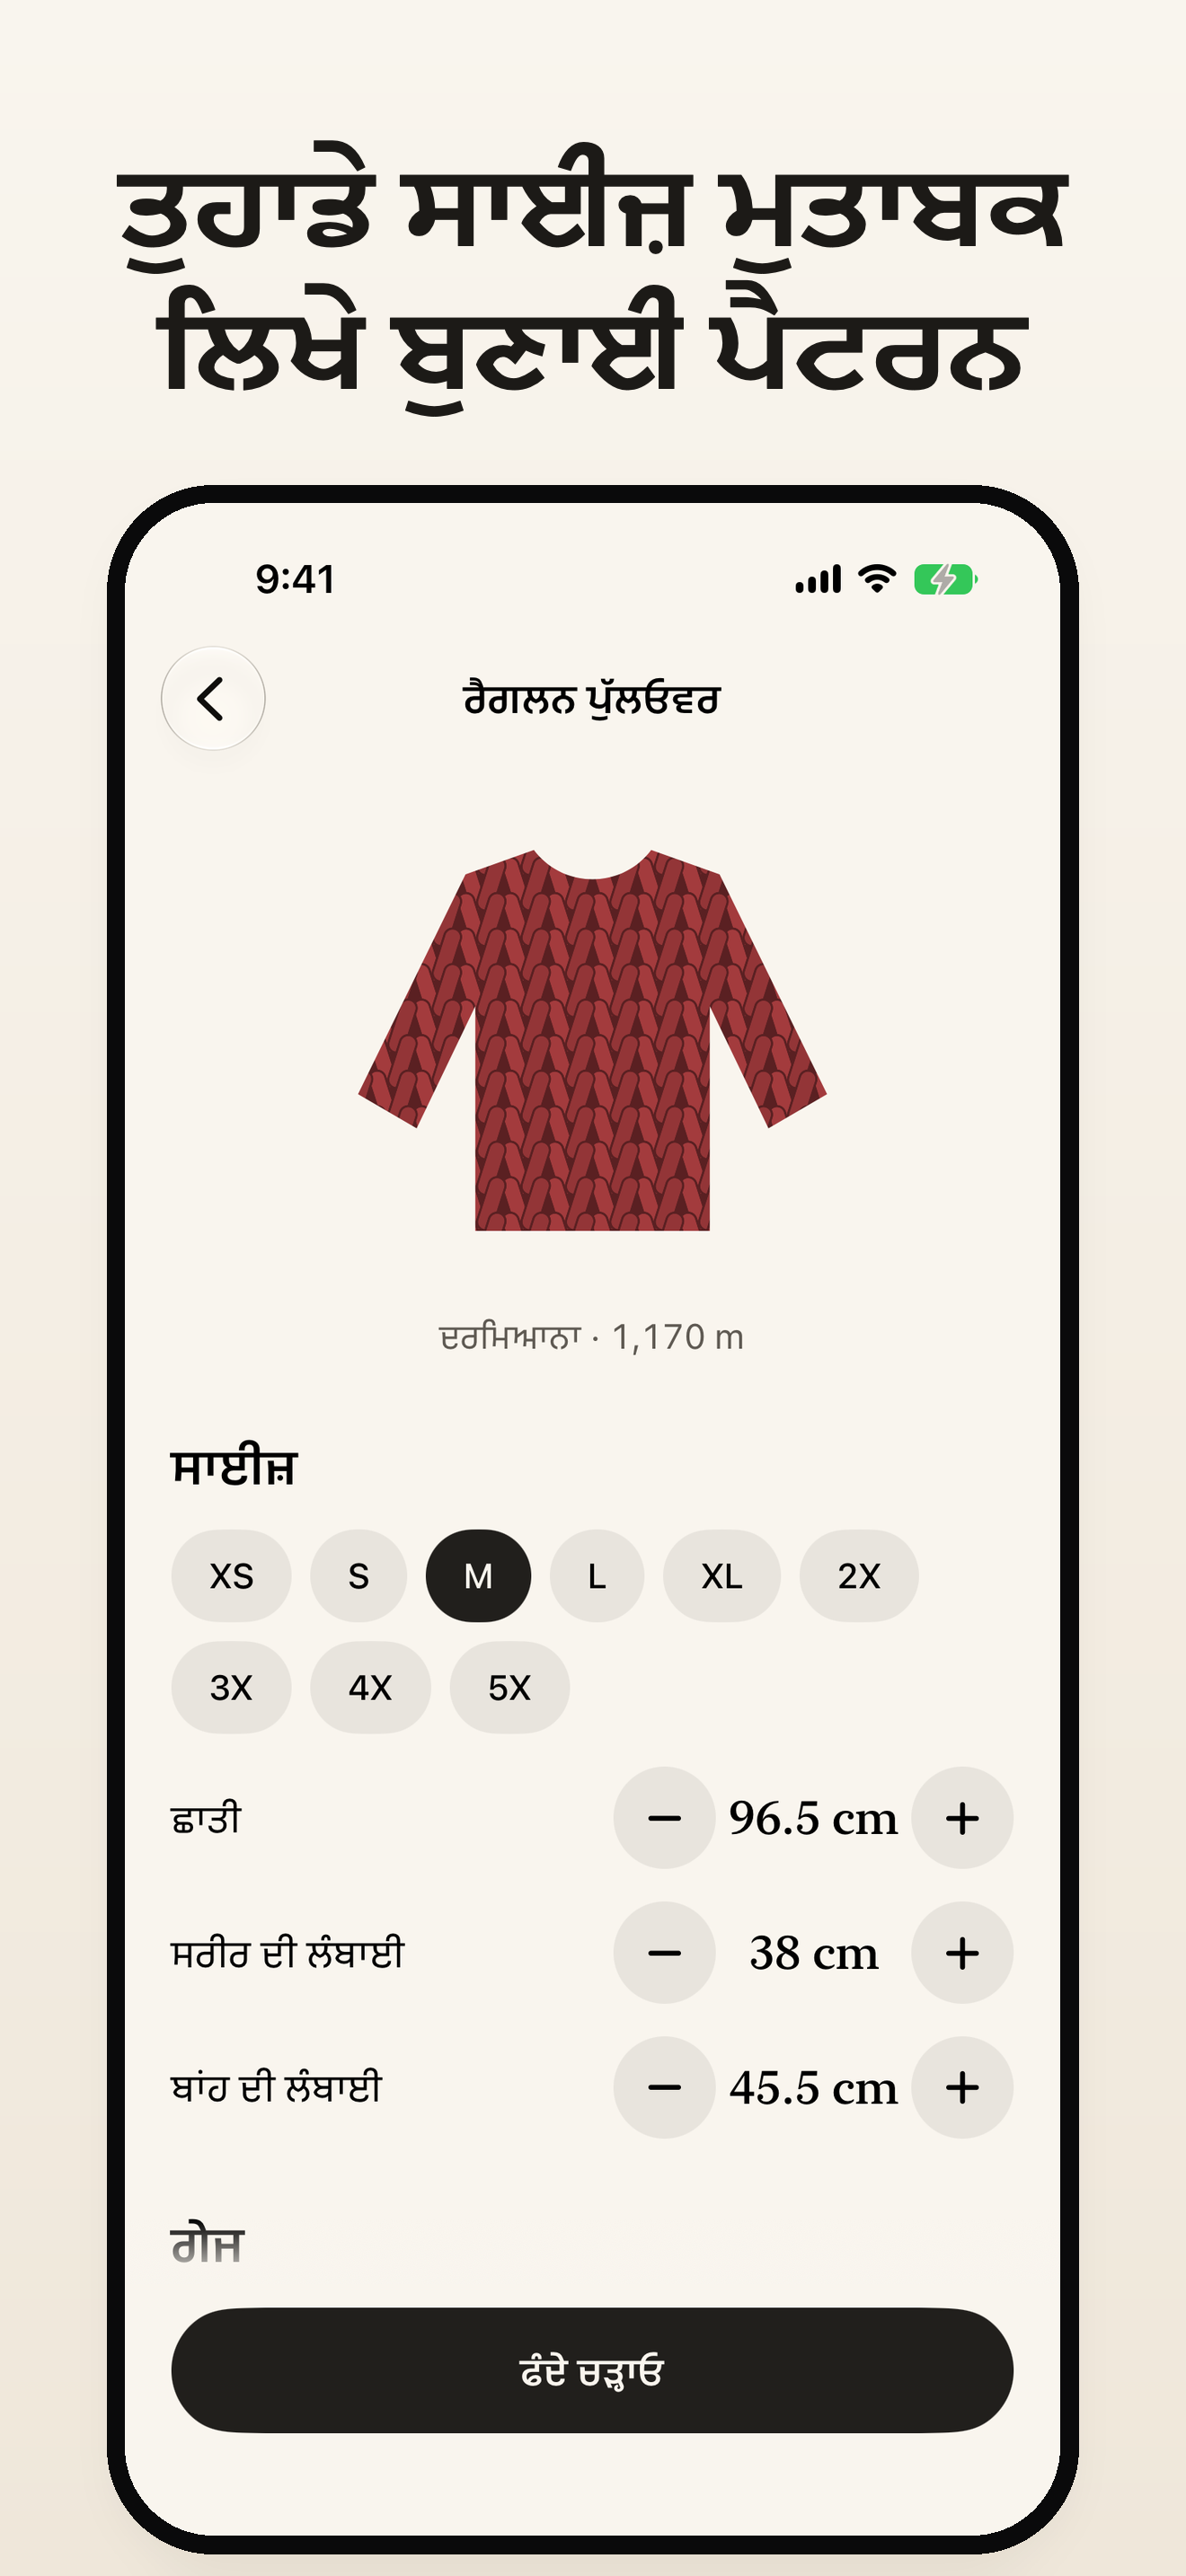 ਤੁਹਾਡੇ ਸਾਈਜ਼ ਮੁਤਾਬਕ
ਲਿਖੇ ਬੁਣਾਈ ਪੈਟਰਨ
9:41
ਰੈਗਲਨ ਪੁੱਲਓਵਰ
ਦਰਮਿਆਨਾ · 1,170 m
ਸਾਈਜ਼
XS S M L XL 2X
3X 4X 5X
ਛਾਤੀ − 96.5 cm +
ਸਰੀਰ ਦੀ ਲੰਬਾਈ − 38 cm +
ਬਾਂਹ ਦੀ ਲੰਬਾਈ − 45.5 cm +
ਗੇਜ
ਫੰਦੇ ਚੜ੍ਹਾਓ